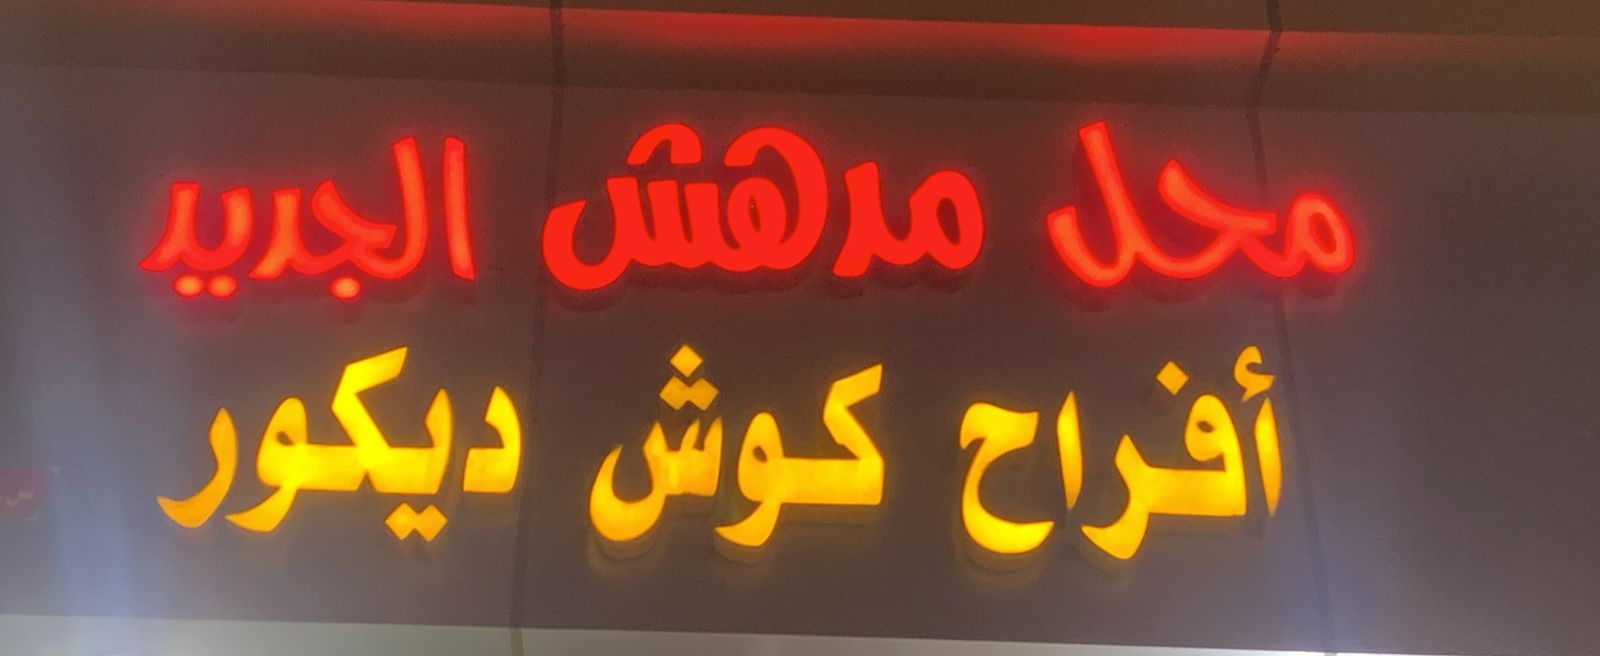 محل مدهش الجديد
أفراح كوش ديكور